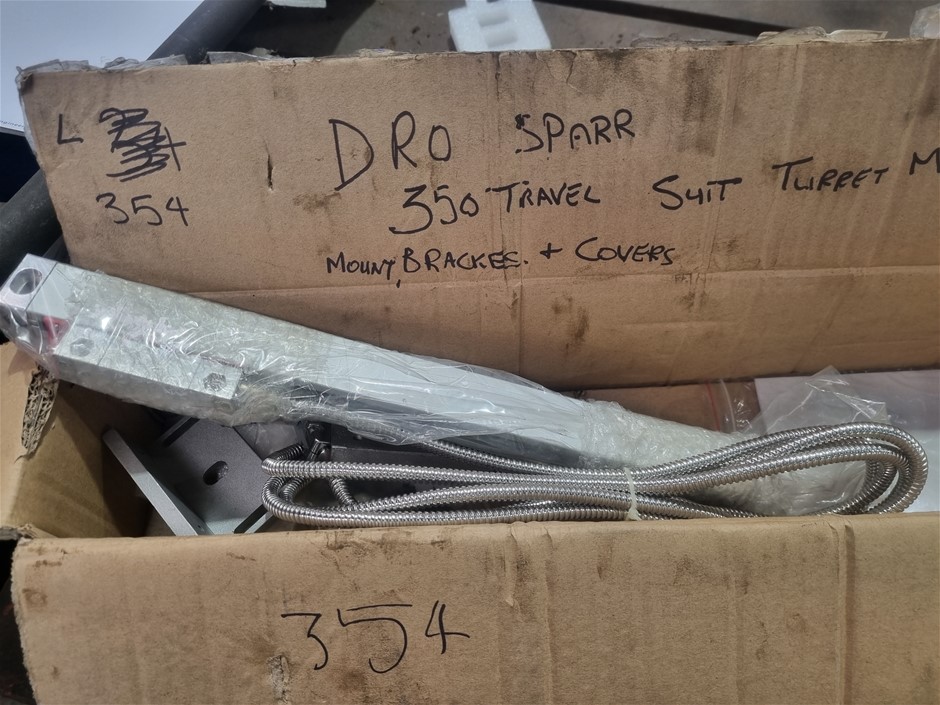 L
354
DRO SPARR
350 TRAVEL SUIT TURRET M
MOUNT BRACKES. + COVERS
354